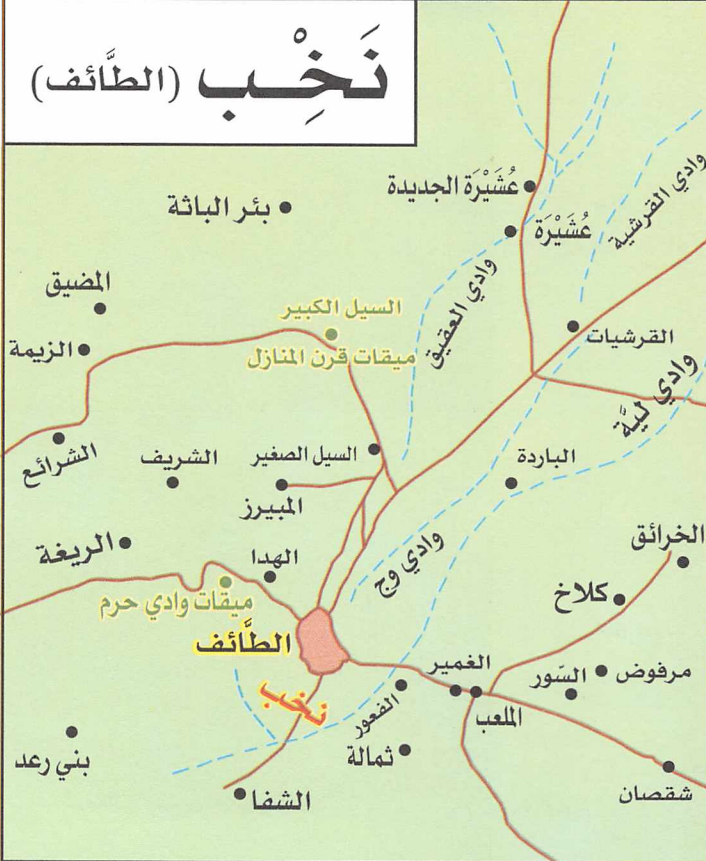 نَخِْب (الطَّائف)
عُشَيْرَة الجديدة
بئر الباثة
عُشَيْرَة
وادي القرشية
وادي العقيق
المضيق
السيل الكبير
ميقات قرن المنازل
القرشيات
الزيمة
وادي ليَّة
الشرائع
الشريف
السيل الصغير
الباردة
المبيرز
وادي وج
الخرائق
الريغة
الهدا
كلاخ
ميقات وادي حرم
الطَّائف
نخب
الغمير
السّور
مرفوض
الفعور
الملعب
ثمالة
بني رعد
الشفا
شقصان